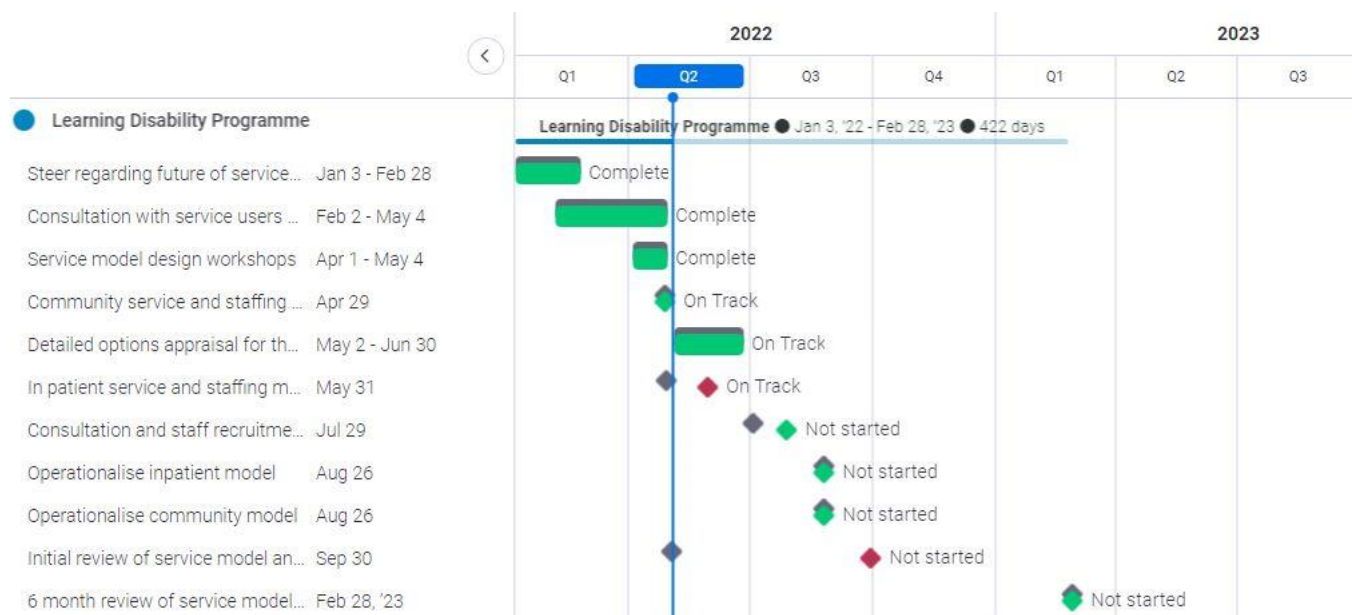 2022 2023
Q1 Q2 Q3 Q4 Q1 Q2 Q3
Learning Disability Programme
Learning Disability Programme ● Jan 3, '22 - Feb 28, '23 ● 422 days
Steer regarding future of service... Jan 3 - Feb 28 Complete
Consultation with service users ... Feb 2 - May 4 Complete
Service model design workshops Apr 1 - May 4 Complete
Community service and staffing ... Apr 29 On Track
Detailed options appraisal for th... May 2 - Jun 30 On Track
In patient service and staffing m... May 31 On Track
Consultation and staff recruitme... Jul 29 Not started
Operationalise inpatient model Aug 26 Not started
Operationalise community model Aug 26 Not started
Initial review of service model an... Sep 30 Not started
6 month review of service model... Feb 28, '23 Not started